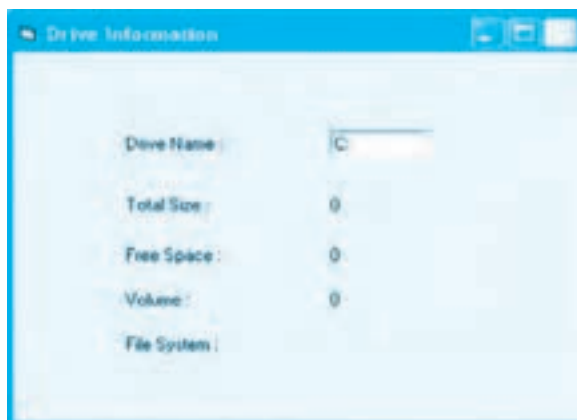 Drive Information
Drive Name : C
Total Size : 0
Free Space : 0
Volume : 0
File System :